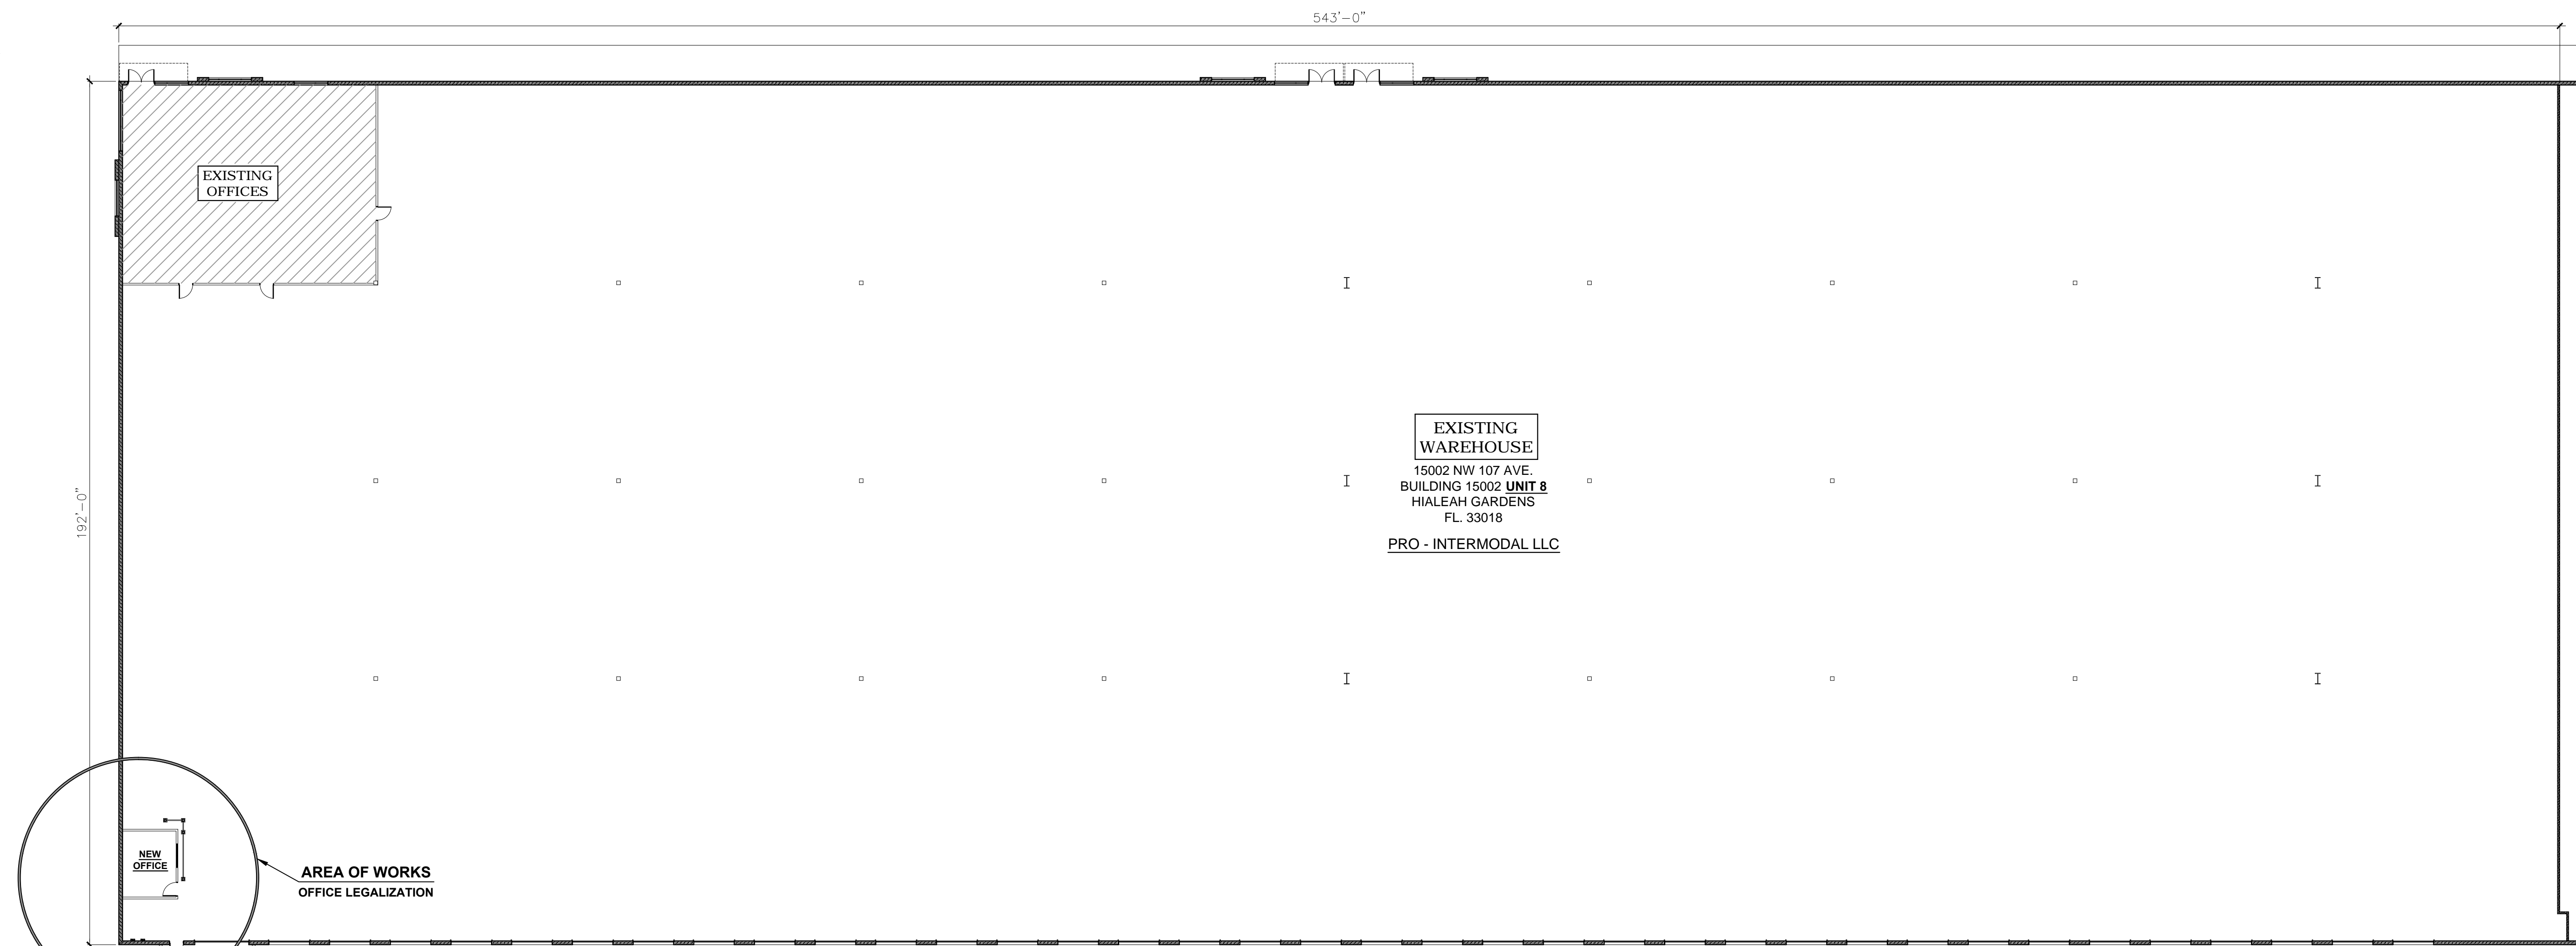 543'-0"
EXISTING
OFFICES
EXISTING
WAREHOUSE
15002 NW 107 AVE.
BUILDING 15002 UNIT 8
HIALEAH GARDENS
FL. 33018
PRO - INTERMODAL LLC
192'-0"
NEW
OFFICE
AREA OF WORKS
OFFICE LEGALIZATION